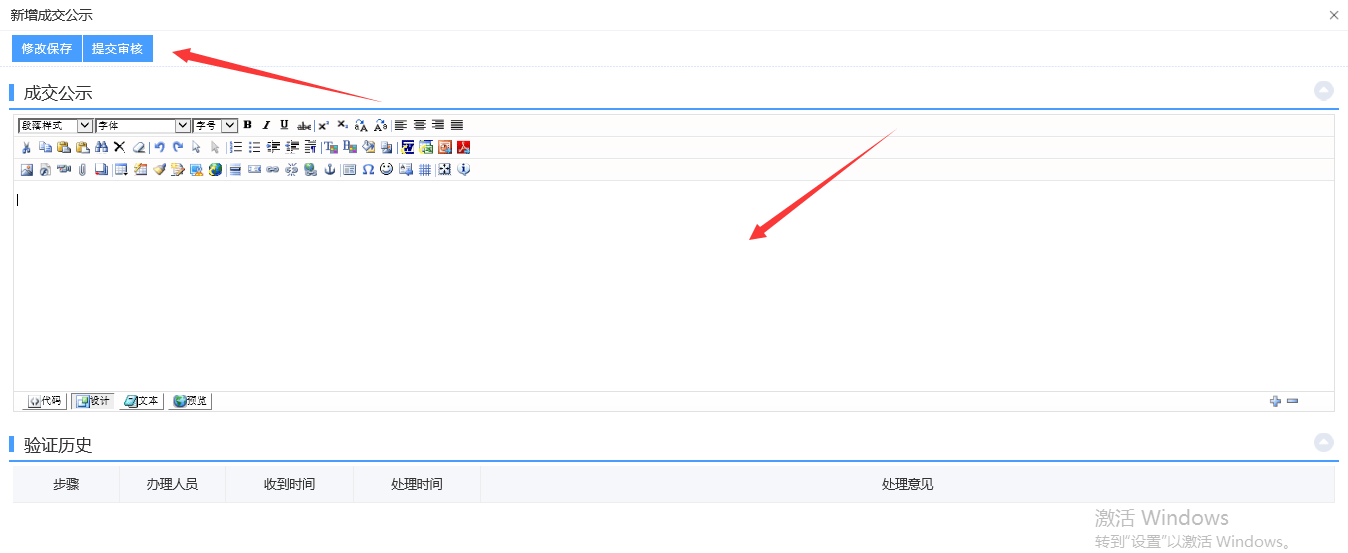 新增成交公示
修改保存 提交审核
成交公示
段落样式 字体 字号 B I U abc
代码 设计 文本 预览
验证历史
步骤 办理人员 收到时间 处理时间 处理意见
激活 Windows
转到“设置”以激活 Windows。